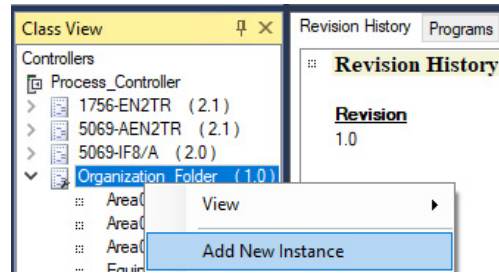 Class View
Controllers
Process_Controller
1756-EN2TR (2.1)
5069-AEN2TR (2.1)
5069-IF8/A (2.0)
Organization_Folder (1.0)
View
Add New Instance
Revision History Programs
Revision History
Revision
1.0